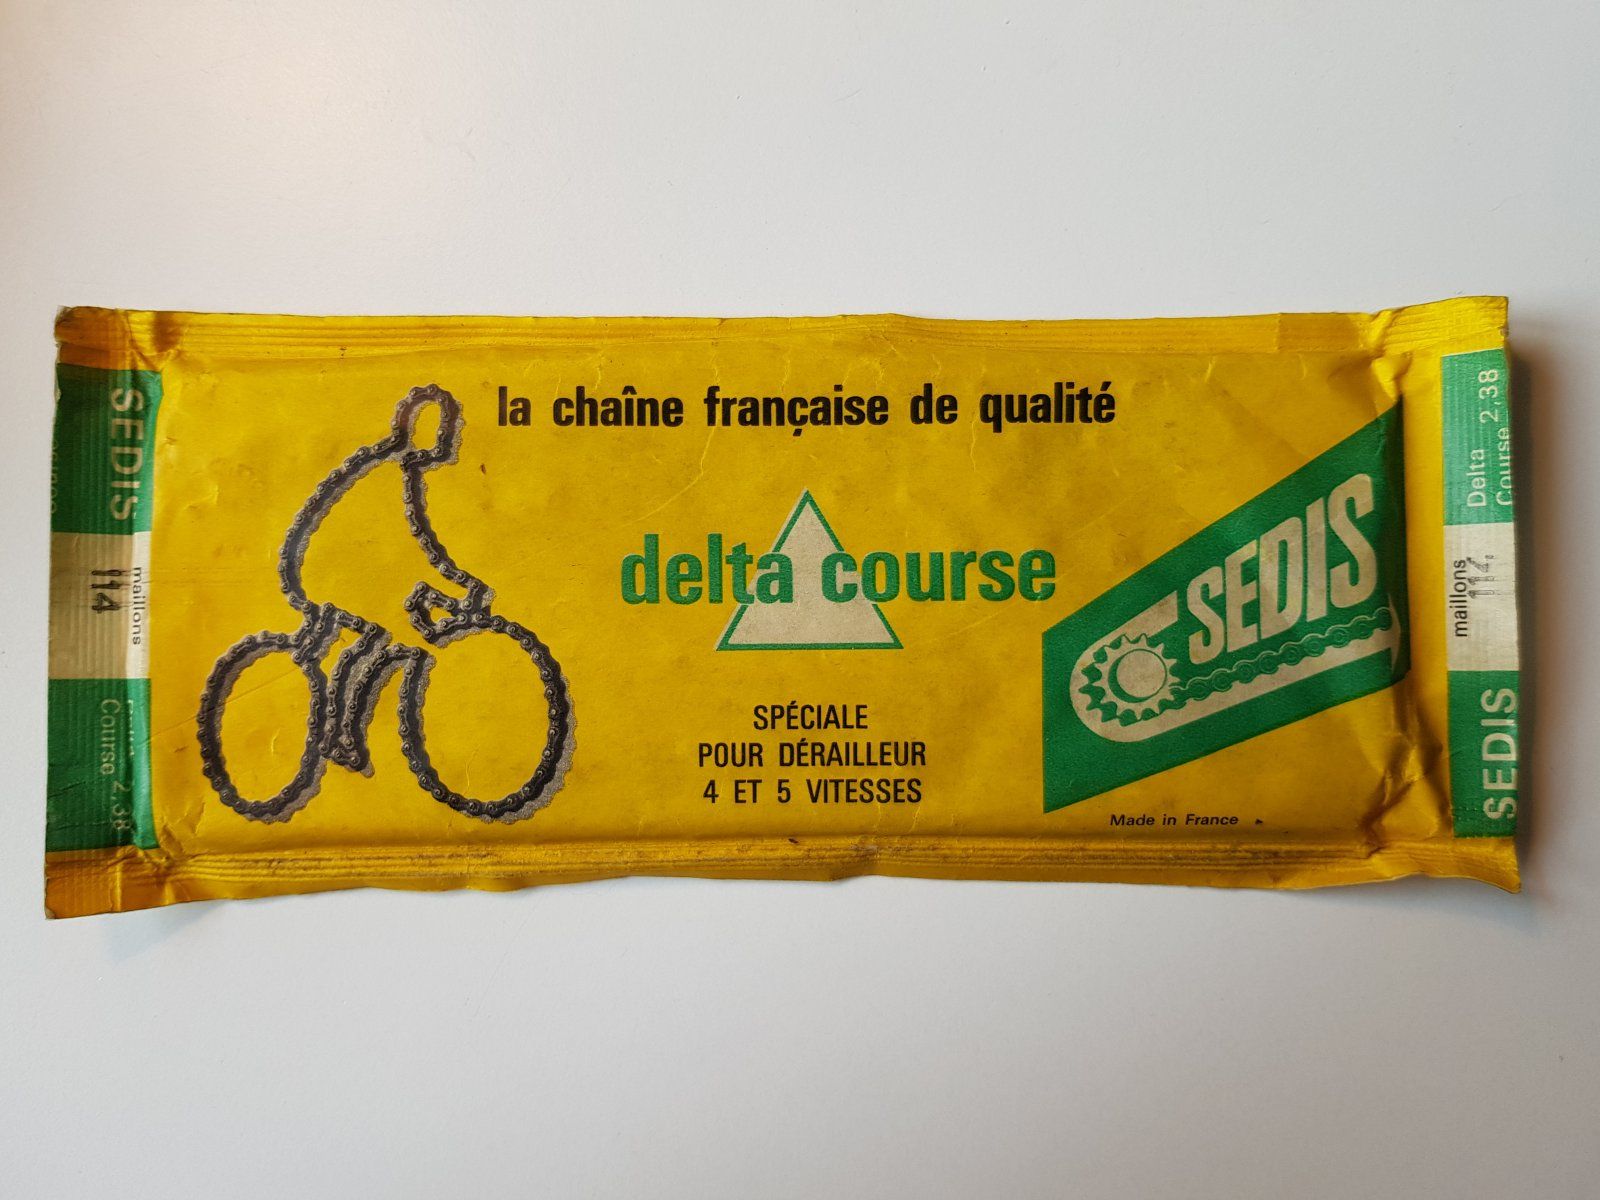 la chaîne française de qualité
delta course
SEDIS
SPÉCIALE
POUR DÉRAILLEUR
4 ET 5 VITESSES
Made in France
SEDIS
maillons
114
Course 2,38
Delta 2,38
Course
maillons
114
SEDIS